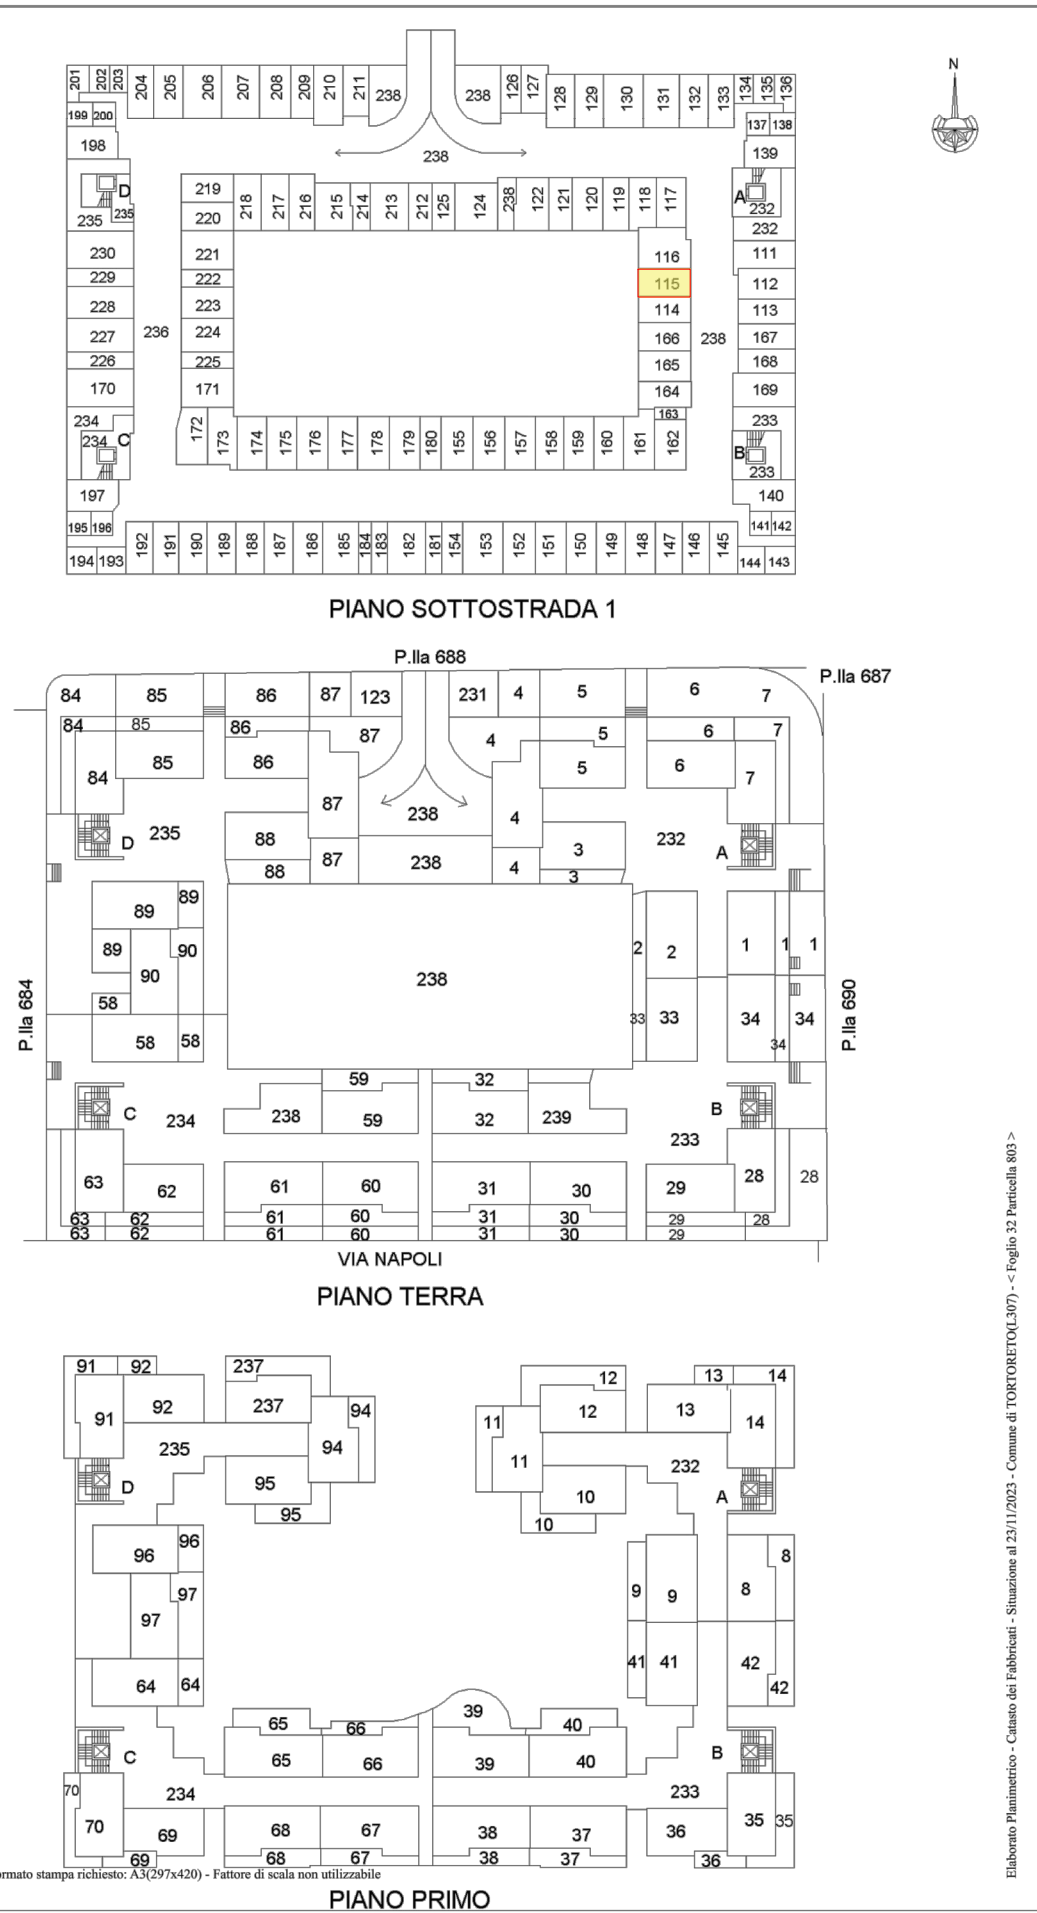 N
201 202 203 204 205 206 207 208 209 210 211 238 238 126 127 128 129 130 131 132 133 134 135 136
199 200 137 138
198 238 139
D A
235 235 219 218 217 216 215 214 213 212 125 124 238 122 121 120 119 118 117 232
220 232
230 221 116 111
229 222 115 112
228 223 114 113
227 236 224 166 238 167
226 225 165 168
170 171 164 169
234 163 233
234 C 172 173 174 175 176 177 178 179 180 155 156 157 158 159 160 161 162 B
233
197 140
195 196 141 142
194 193 192 191 190 189 188 187 186 185 184 183 182 181 154 153 152 151 150 149 148 147 146 145 144 143
PIANO SOTTOSTRADA 1
P.lla 688
P.lla 687
84 85 86 87 123 231 4 5 6 7
84 85 86 87 4 5 6 7
84 85 86 5 6 7
87 238 4
D 235 88 3 232 A
88 87 238 4 3
89 89
89 90 90 2 2 1 1 1
58 238
P.lla 684
P.lla 690
58 58 33 33 34 34 34
59 32
C 234 238 59 32 239 233 B
63 62 61 60 31 30 29 28 28
63 62 61 60 31 30 29 28
63 62 61 60 31 30 29
VIA NAPOLI
PIANO TERRA
91 92 237 12 13 14
91 92 237 94 11 12 13 14
235 94 11 232
D 95 10 A
95 10
96 96 8
97 97 9 9 8
64 64 41 41 42 42
65 66 39 40
C 65 66 39 40 B
70 234 233
70 69 68 67 38 37 36 35 35
69 68 67 38 37 36
ormato stampa richiesto: A3(297x420) - Fattore di scala non utilizzabile
PIANO PRIMO
Elaborato Planimetrico - Catasto dei Fabbricati - Situazione al 23/11/2023 - Comune di TORTORETO(L307) - < Foglio 32 Particella 803 >